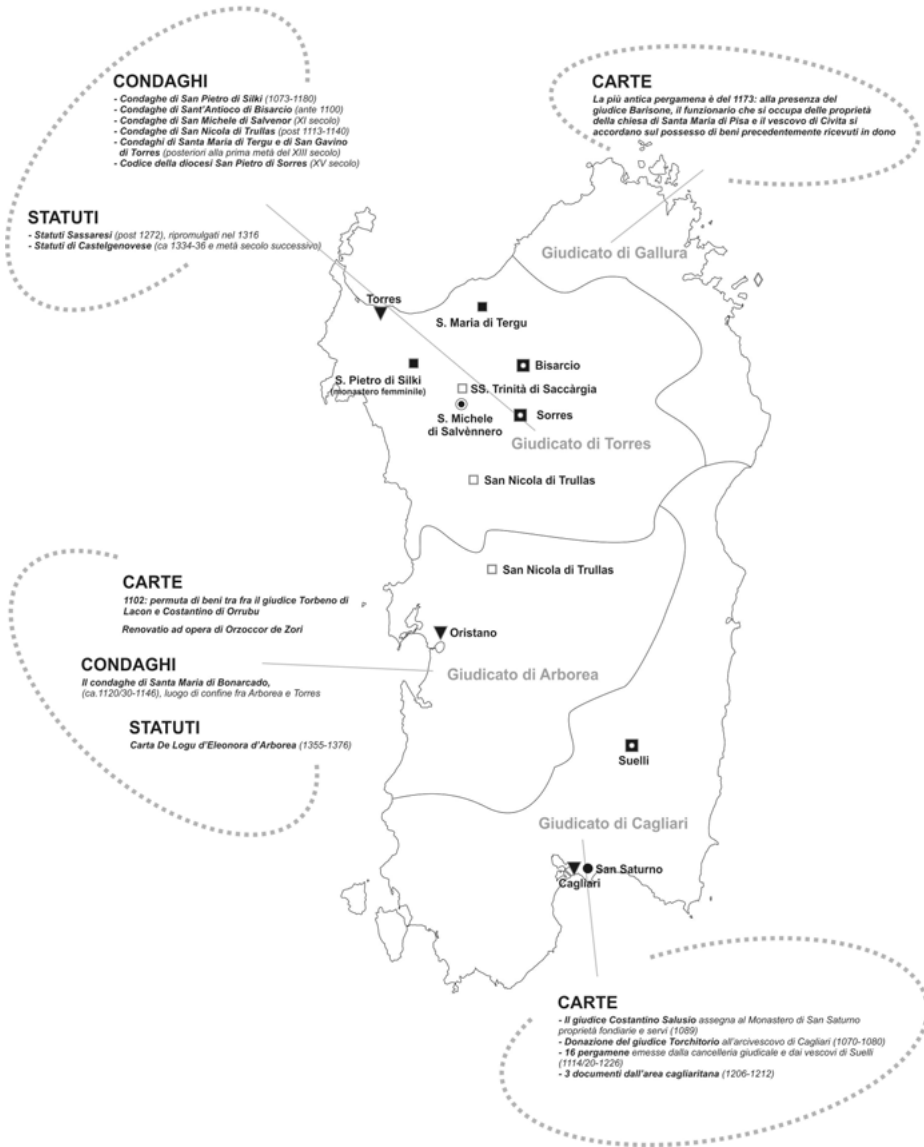 CONDAGHI
- Condaghe di San Pietro di Silki (1073-1180)
- Condaghe di Sant'Antioco di Bisarcio (ante 1100)
- Condaghe di San Michele di Salvenor (XI secolo)
- Condaghe di San Nicola di Trullas (post 1113-1140)
- Condaghi di Santa Maria di Tergu e di San Gavino
di Torres (posteriori alla prima metà del XIII secolo)
- Codice della diocesi San Pietro di Sorres (XV secolo)
STATUTI
- Statuti Sassaresi (post 1272), ripromulgati nel 1316
- Statuti di Castelgenovese (ca 1334-36 e metà secolo successivo)
CARTE
La più antica pergamena è del 1173: alla presenza del
giudice Barisone, il funzionario che si occupa delle proprietà
della chiesa di Santa Maria di Pisa e il vescovo di Civita si
accordano sul possesso di beni precedentemente ricevuti in dono
Giudicato di Gallura
Torres
S. Maria di Tergu
Bisarcio
S. Pietro di Silki
(monastero femminile)
SS. Trinità di Saccàrgia
S. Michele
di Salvènnero
Sorres
Giudicato di Torres
San Nicola di Trullas
San Nicola di Trullas
CARTE
1102: permuta di beni tra fra il giudice Torbeno di
Lacon e Costantino di Orrubu
Renovatio ad opera di Orzoccor de Zori
Oristano
CONDAGHI
Il condaghe di Santa Maria di Bonarcado,
(ca.1120/30-1146), luogo di confine fra Arborea e Torres
Giudicato di Arborea
STATUTI
Carta De Logu d'Eleonora d'Arborea (1355-1376)
Suelli
Giudicato di Cagliari
San Saturno
Cagliari
CARTE
- Il giudice Costantino Salusio assegna al Monastero di San Saturno
proprietà fondiarie e servi (1089)
- Donazione del giudice Torchitorio all'arcivescovo di Cagliari (1070-1080)
- 16 pergamene emesse dalla cancelleria giudicale e dai vescovi di Suelli
(1114/20-1226)
- 3 documenti dall'area cagliaritana (1206-1212)